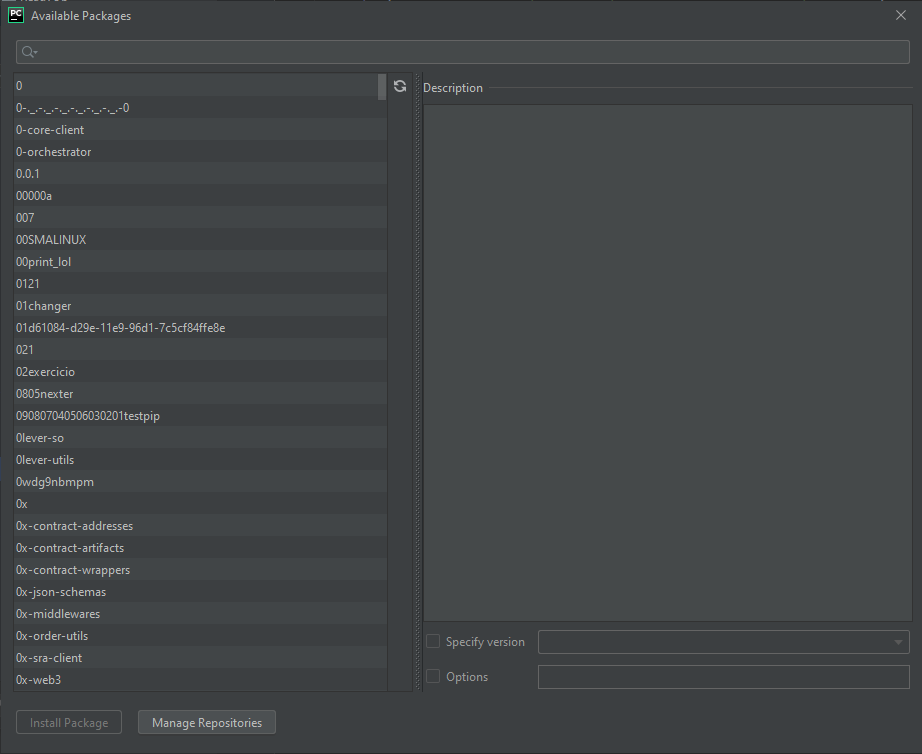 PC
Available Packages
0
0-._.-._.-._.-._.-._.-._.-0
0-core-client
0-orchestrator
0.0.1
00000a
007
00SMALINUX
00print_lol
0121
01changer
01d61084-d29e-11e9-96d1-7c5cf84ffe8e
021
02exercicio
0805nexter
090807040506030201testpip
0lever-so
0lever-utils
0wdg9nbmpm
0x
0x-contract-addresses
0x-contract-artifacts
0x-contract-wrappers
0x-json-schemas
0x-middlewares
0x-order-utils
0x-sra-client
0x-web3
Description
Specify version
Options
Install Package
Manage Repositories